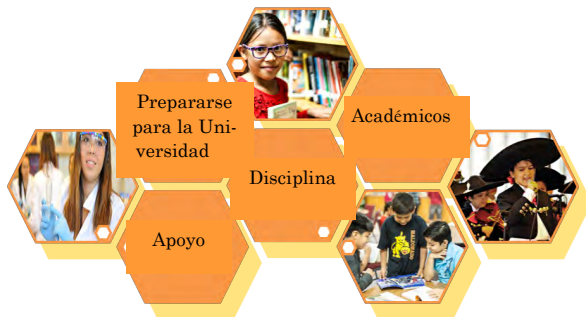 Prepararse
para la Uni-
versidad
Académicos
Disciplina
Apoyo